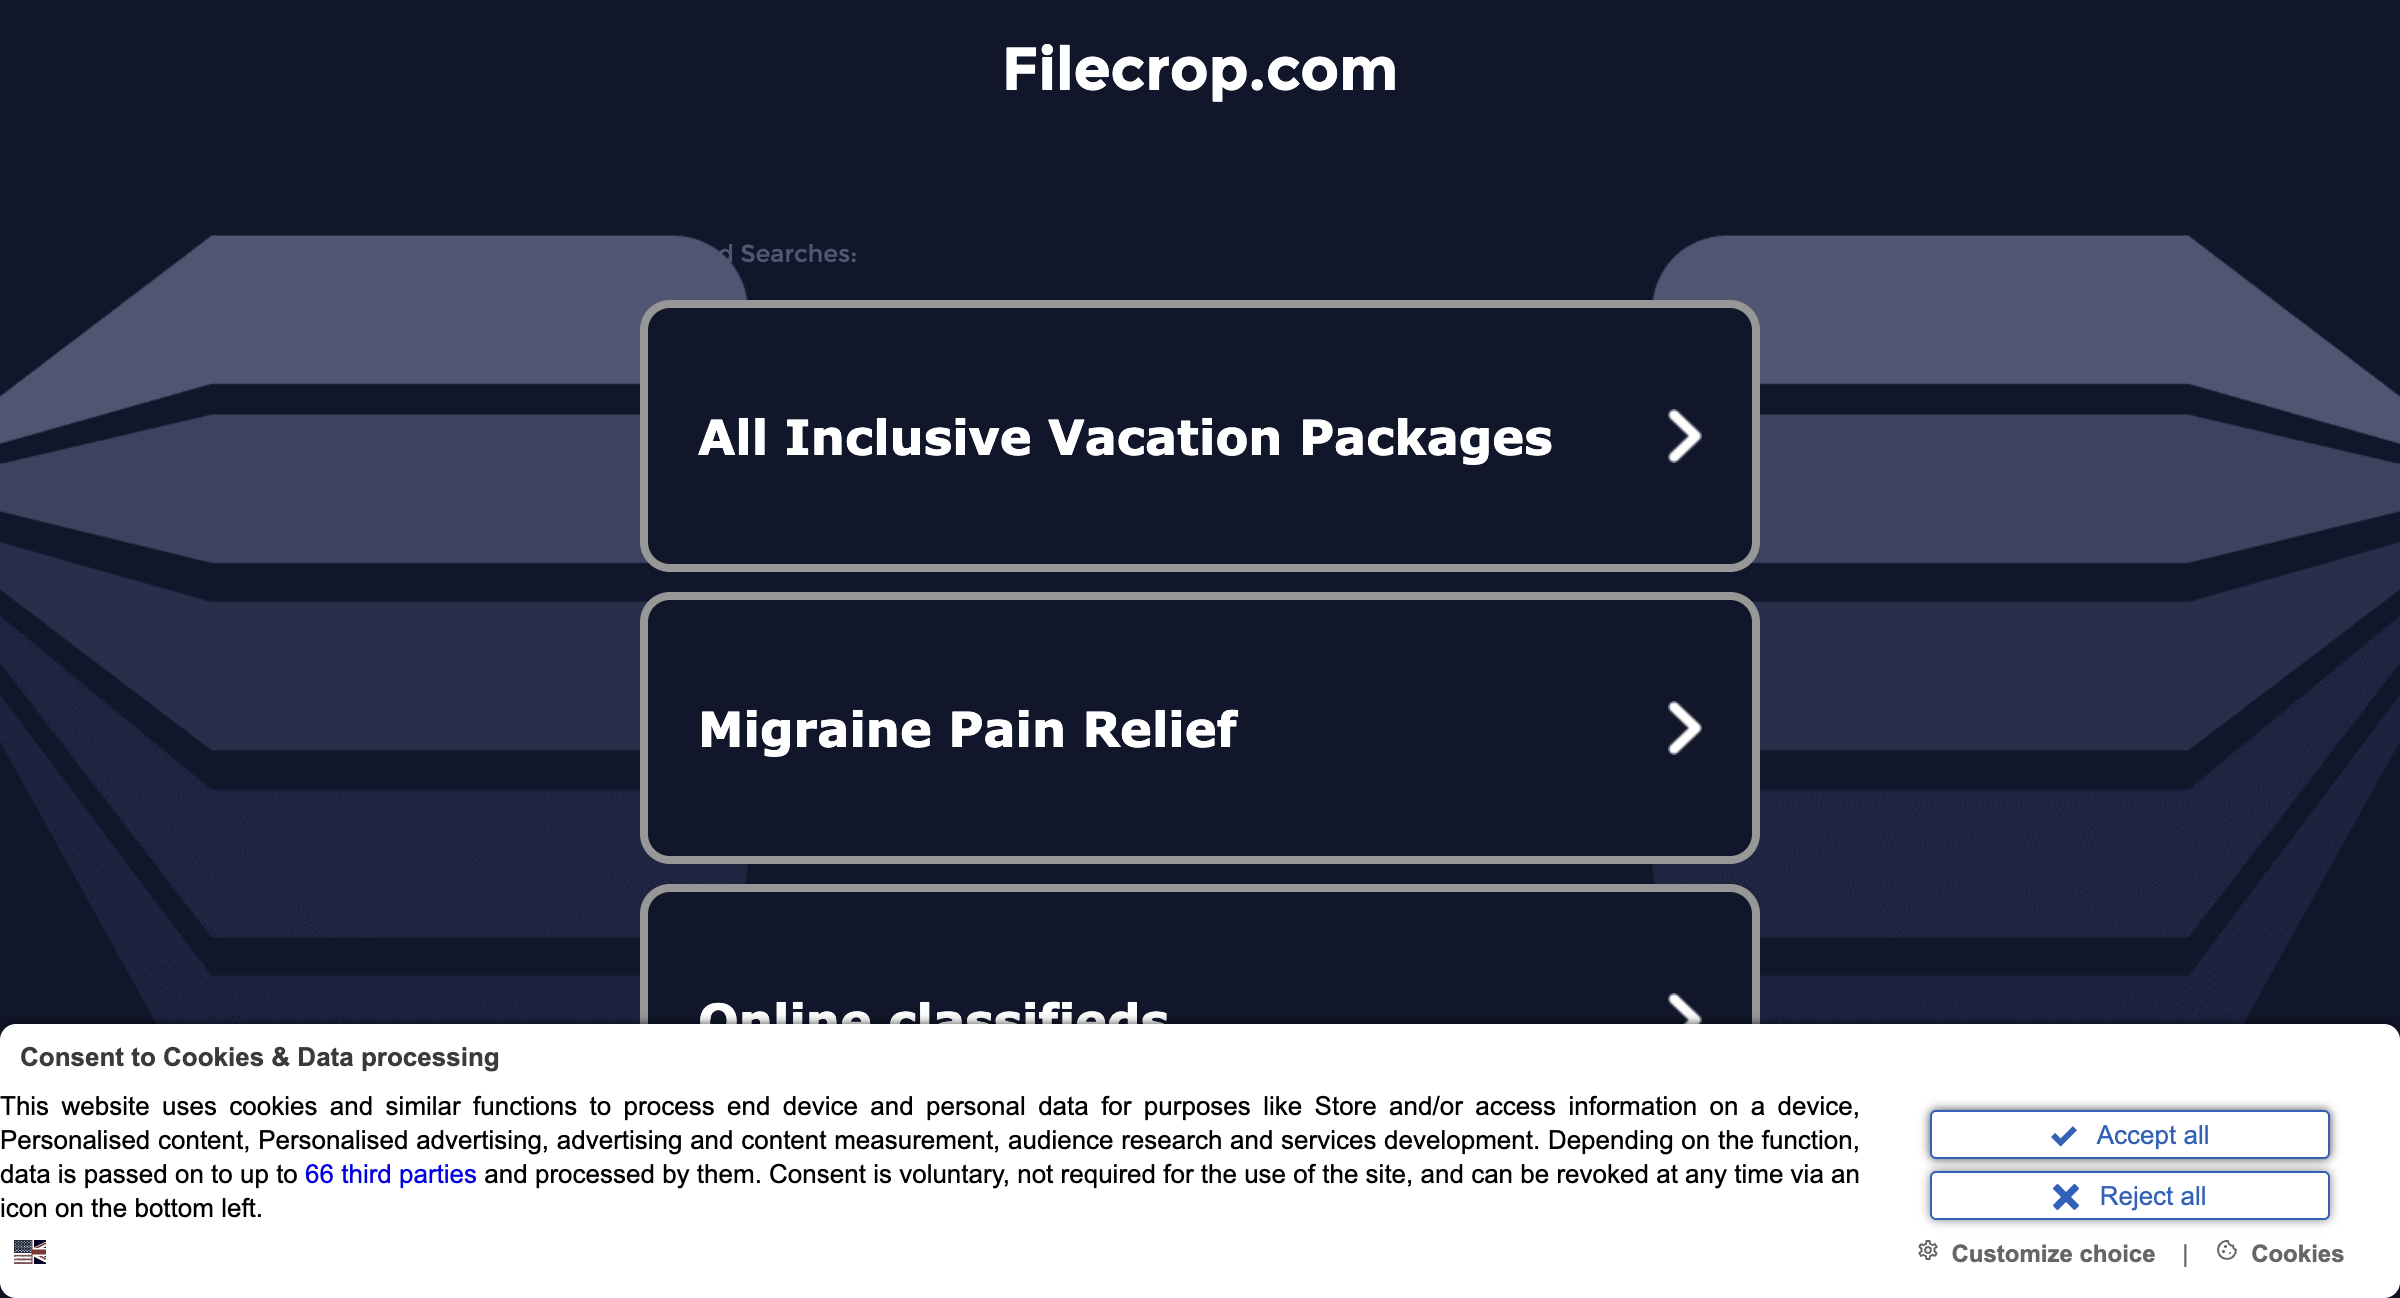 Filecrop.com
Searches:
All Inclusive Vacation Packages
Migraine Pain Relief
Online classifieds
Consent to Cookies & Data processing
This website uses cookies and similar functions to process end device and personal data for purposes like Store and/or access information on a device,
Personalised content, Personalised advertising, advertising and content measurement, audience research and services development. Depending on the function,
data is passed on to up to 66 third parties and processed by them. Consent is voluntary, not required for the use of the site, and can be revoked at any time via an
icon on the bottom left.
Accept all
Reject all
Customize choice | Cookies